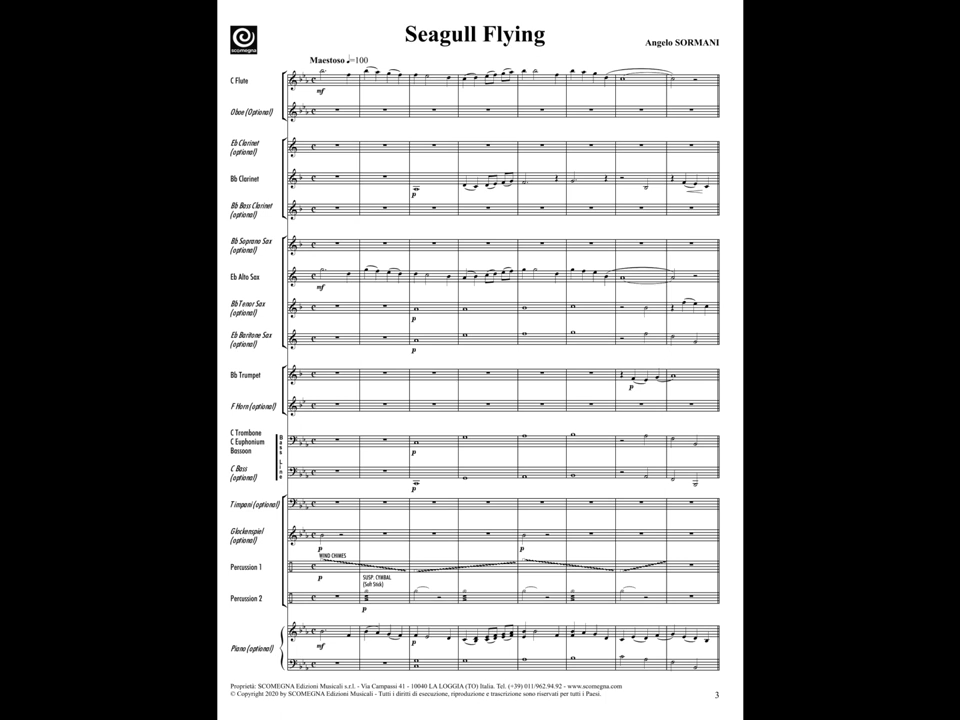 scomegna
Seagull Flying
Angelo SORMANI
Maestoso ♩=100
C Flute
mf
Oboe (Optional)
Eb Clarinet
(optional)
Bb Clarinet
p
Bb Bass Clarinet
(optional)
Bb Soprano Sax
(optional)
Eb Alto Sax
mf
Bb Tenor Sax
(optional)
p
Eb Baritone Sax
(optional)
p
Bb Trumpet
p
F Horn (optional)
C Trombone
C Euphonium
Bassoon
Bass Line
p
C Bass
(optional)
p
Timpani (optional)
Glockenspiel
(optional)
p p
WIND CHIMES
Percussion 1
p
SUSP. CYMBAL
(Soft Stick)
Percussion 2
p
Piano (optional)
mf p
Proprietà: SCOMEGNA Edizioni Musicali s.r.l. - Via Campassi 41 - 10040 LA LOGGIA (TO) Italia. Tel. (+39) 011/962.94.92 - www.scomegna.com
© Copyright 2020 by SCOMEGNA Edizioni Musicali - Tutti i diritti di esecuzione, riproduzione e trascrizione sono riservati per tutti i Paesi.
3